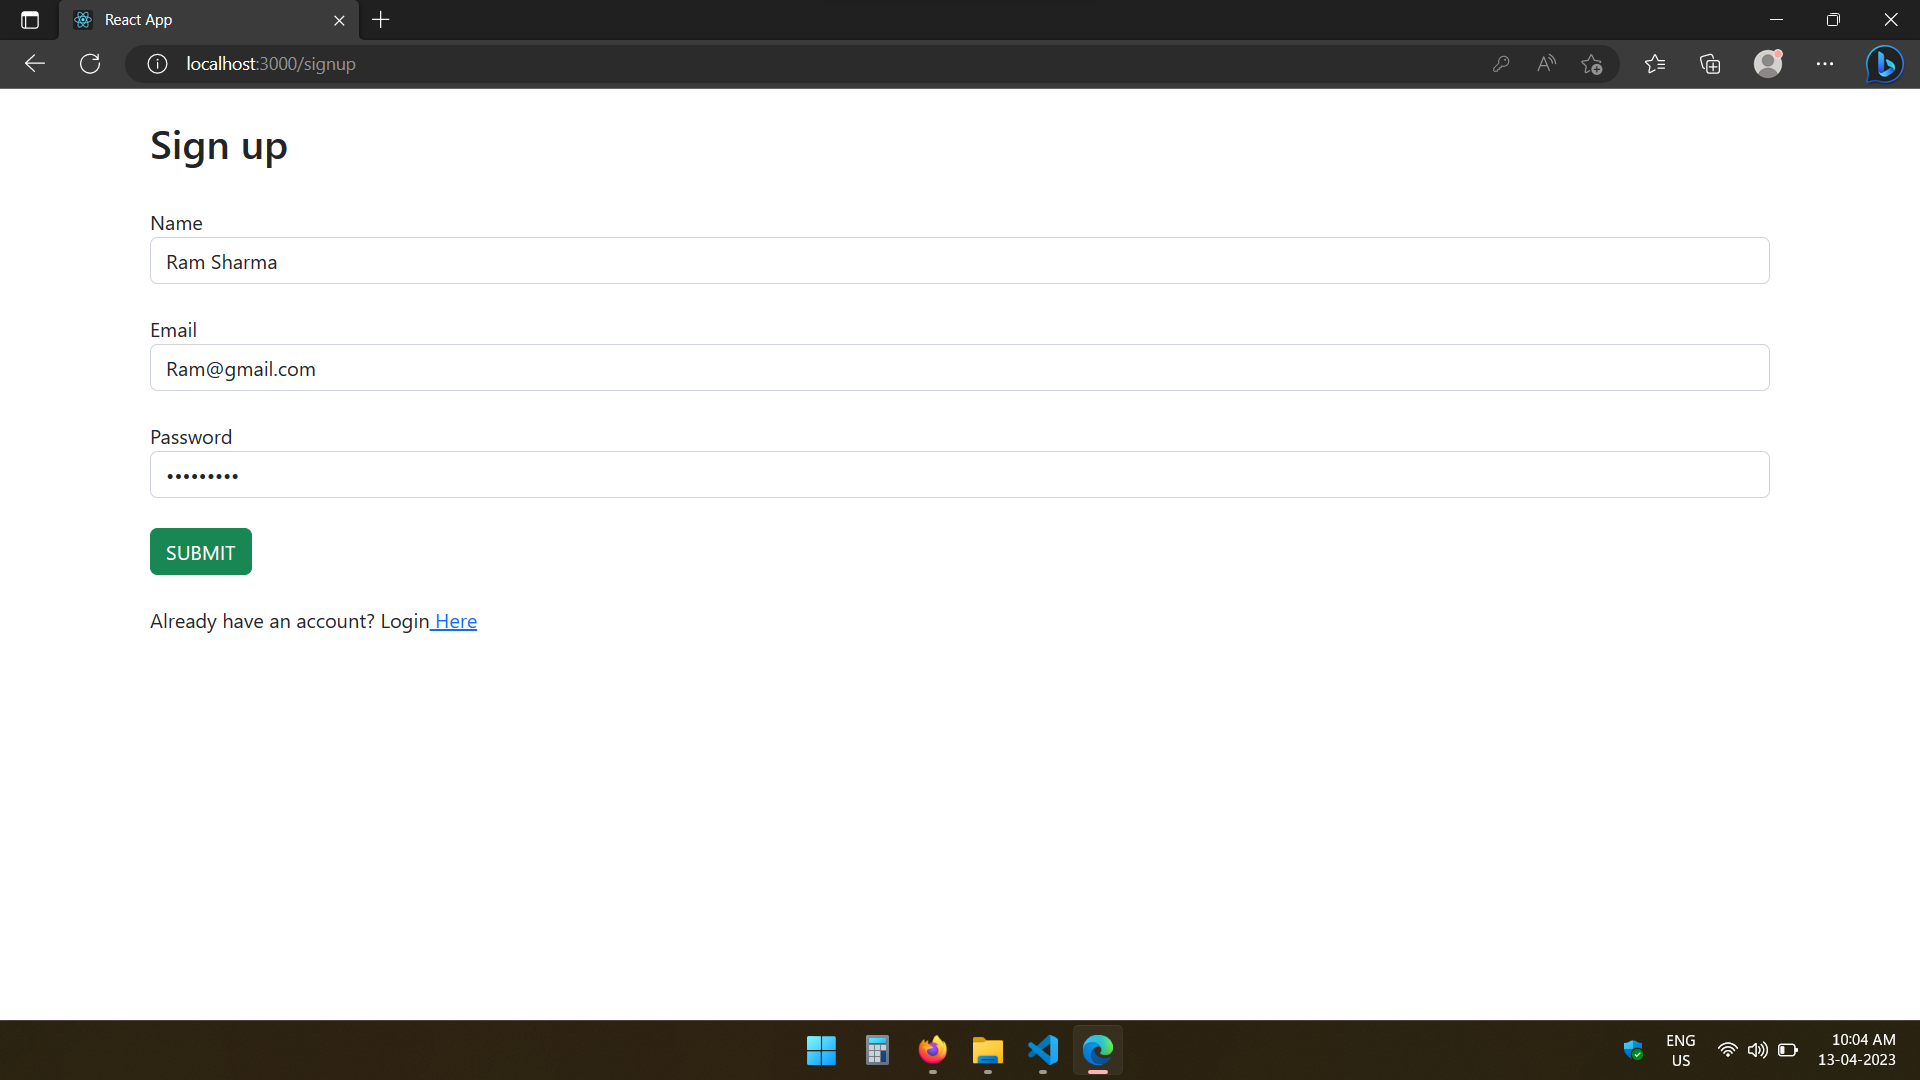 React App
localhost:3000/signup
Sign up
Name
Ram Sharma
Email
Ram@gmail.com
Password
•••••••••
SUBMIT
Already have an account? Login Here
ENG
US
10:04 AM
13-04-2023